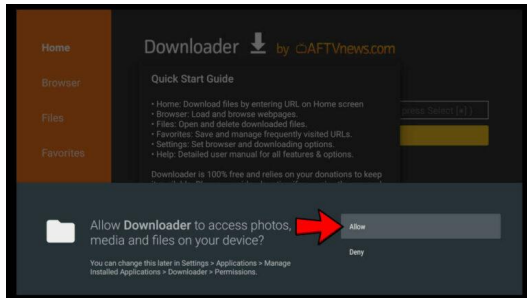 Home
Downloader by AFTVnews.com
Browser
Quick Start Guide
• Home: Download files by entering URL on Home screen
• Browser: Load and browse webpages.
• Files: Open and delete downloaded files.
Files
• Favorites: Save and manage frequently visited URLs.
• Settings: Set browser and downloading options.
• Help: Detailed user manual for all features & options.
Favorites
Downloader is 100% free and relies on your donations to keep
Allow Downloader to access photos,
media and files on your device?
You can change this later in Settings > Applications > Manage
Installed Applications > Downloader > Permissions.
Allow
Deny